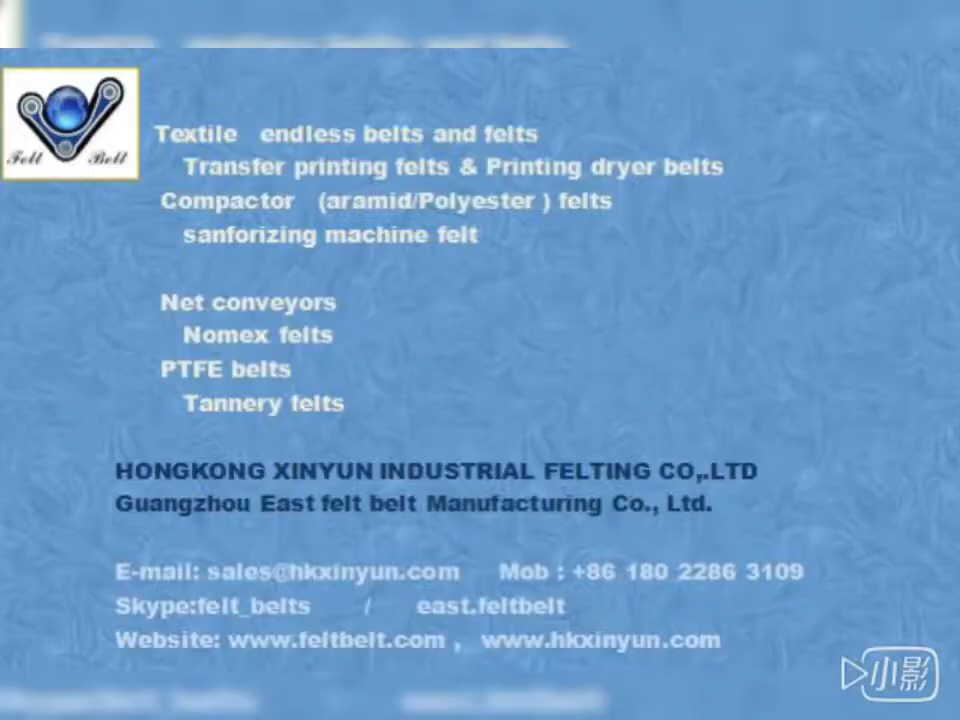 Felt Belt
Textile endless belts and felts
Transfer printing felts & Printing dryer belts
Compactor (aramid/Polyester ) felts
sanforizing machine felt
Net conveyors
Nomex felts
PTFE belts
Tannery felts
HONGKONG XINYUN INDUSTRIAL FELTING CO,.LTD
Guangzhou East felt belt Manufacturing Co., Ltd.
E-mail: sales@hkxinyun.com Mob : +86 180 2286 3109
Skype:felt_belts / east.feltbelt
Website: www.feltbelt.com , www.hkxinyun.com
小影